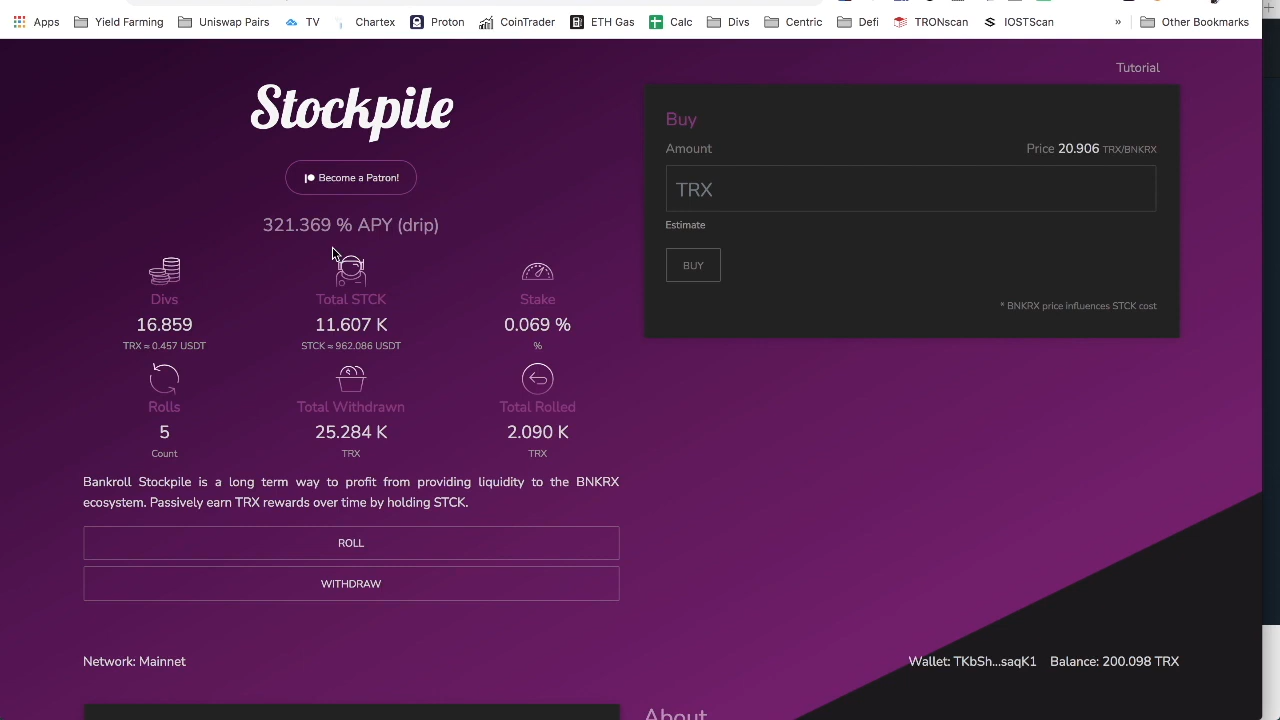 Apps Yield Farming Uniswap Pairs TV Chartex Proton CoinTrader ETH Gas Calc Divs Centric Defi TRONscan IOSTScan » Other Bookmarks
Tutorial
Stockpile
Become a Patron!
321.369 % APY (drip)
Divs Total STCK Stake
16.859 11.607 K 0.069 %
TRX ≈ 0.457 USDT STCK ≈ 962.086 USDT %
Rolls Total Withdrawn Total Rolled
5 25.284 K 2.090 K
Count TRX TRX
Bankroll Stockpile is a long term way to profit from providing liquidity to the BNKRX
ecosystem. Passively earn TRX rewards over time by holding STCK.
ROLL
WITHDRAW
Buy
Amount Price 20.906 TRX/BNKRX
TRX
Estimate
BUY
* BNKRX price influences STCK cost
Network: Mainnet Wallet: TKbSh...saqK1 Balance: 200.098 TRX
About